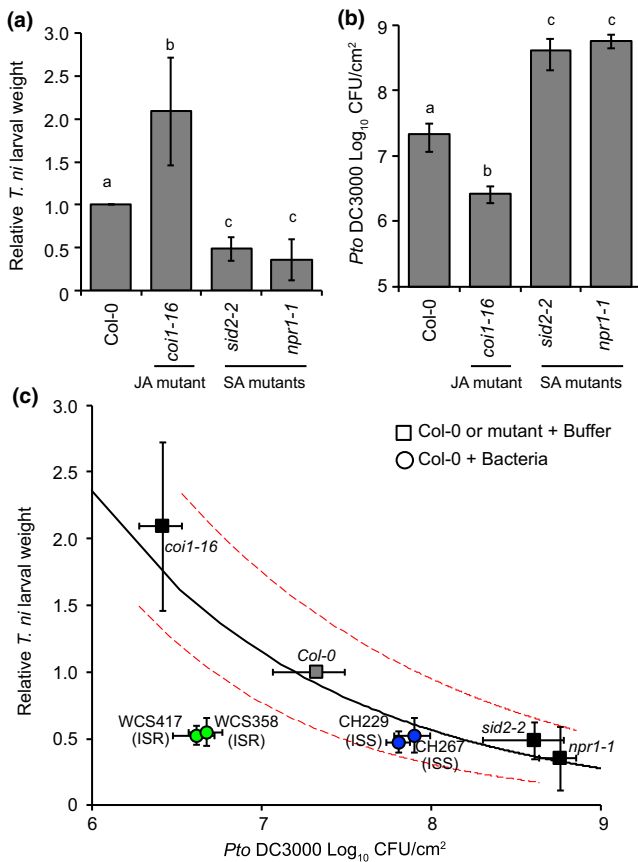 (a)
Relative T. ni larval weight
3.0
2.5
2.0
1.5
1.0
0.5
0
a
b
c
c
Col-0
coi1-16
sid2-2
npr1-1
JA mutant
SA mutants
(b)
Pto DC3000 Log10 CFU/cm2
9
8
7
6
5
a
b
c
c
Col-0
coi1-16
sid2-2
npr1-1
JA mutant
SA mutants
(c)
Relative T. ni larval weight
3.0
2.5
2.0
1.5
1.0
0.5
0
Col-0 or mutant + Buffer
Col-0 + Bacteria
coi1-16
Col-0
WCS417
(ISR)
WCS358
(ISR)
CH229
(ISS)
CH267
(ISS)
sid2-2
npr1-1
6
7
8
9
Pto DC3000 Log10 CFU/cm2